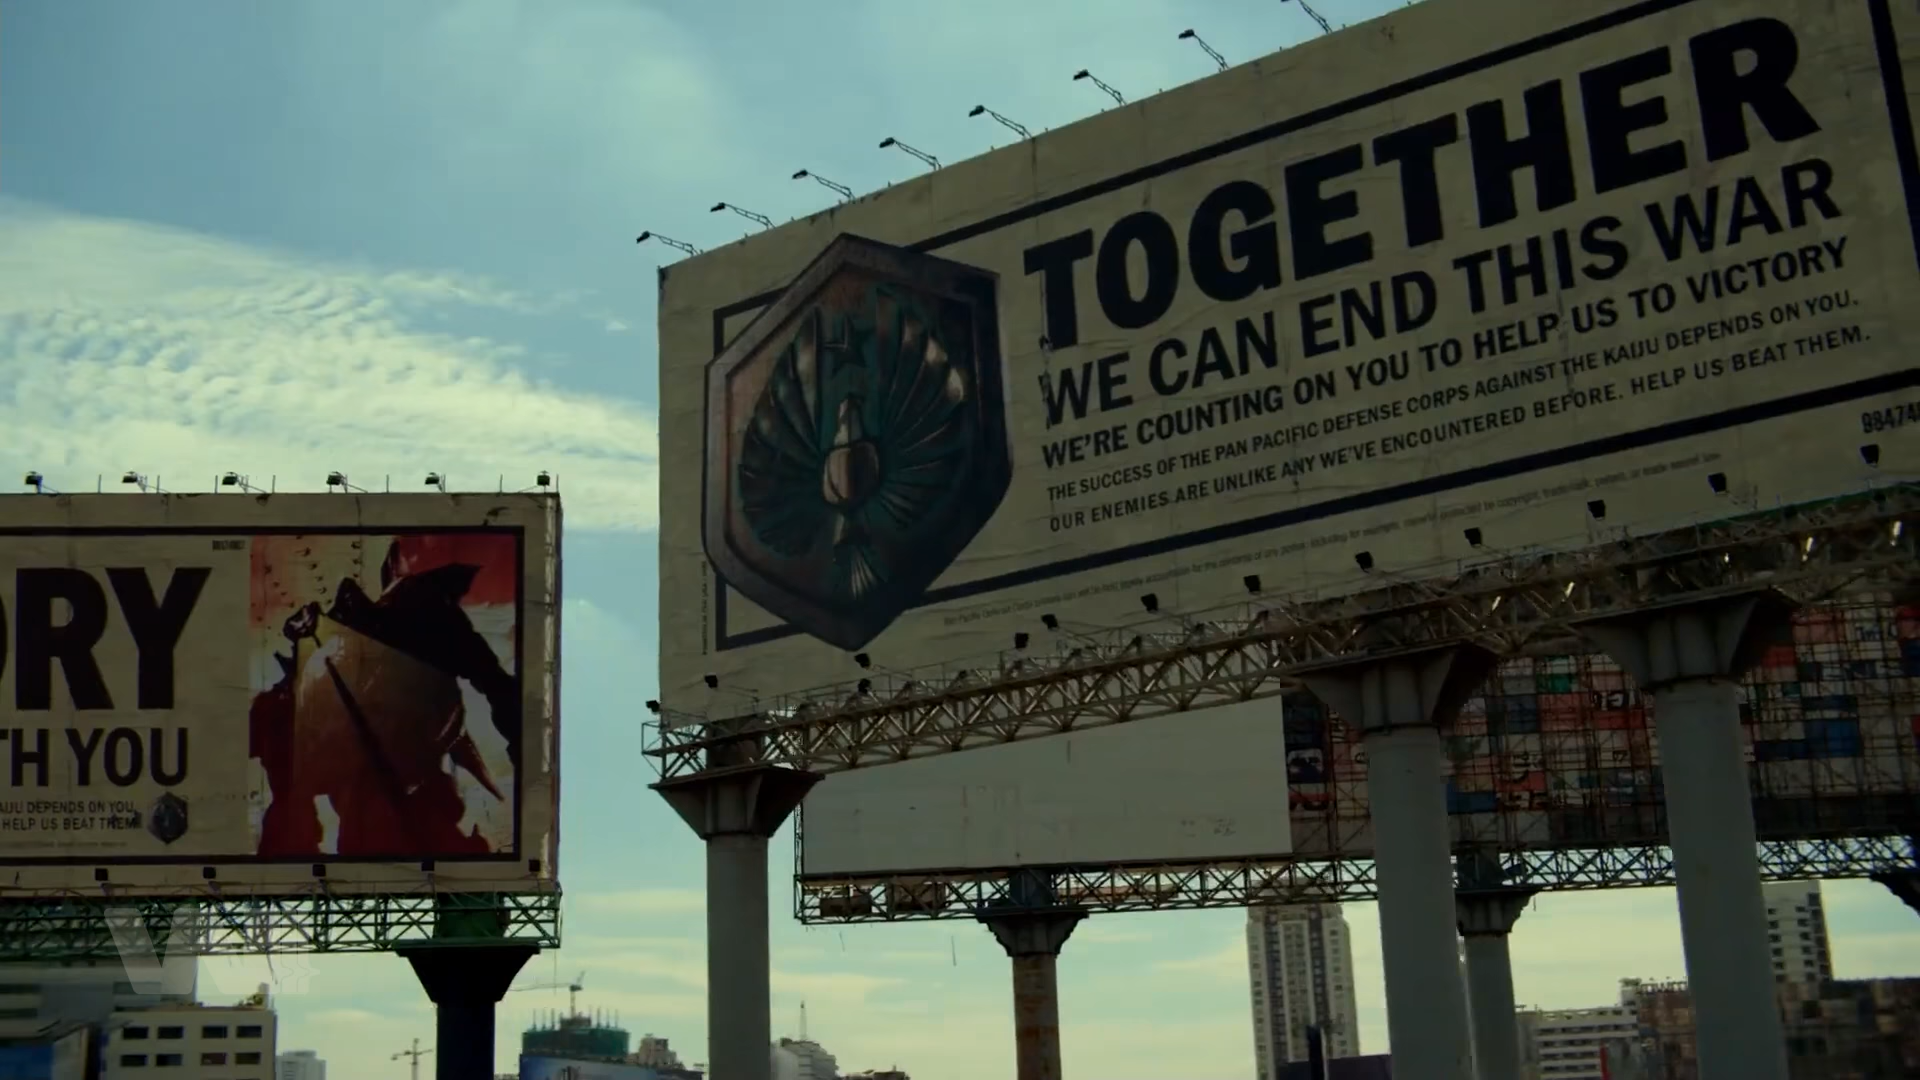 TOGETHER
WE CAN END THIS WAR
WE'RE COUNTING ON YOU TO HELP US TO VICTORY
THE SUCCESS OF THE PAN PACIFIC DEFENSE CORPS AGAINST THE KAIJU DEPENDS ON YOU.
OUR ENEMIES ARE UNLIKE ANY WE'VE ENCOUNTERED BEFORE. HELP US BEAT THEM.
ORY
TH YOU
AIJU DEPENDS ON YOU.
HELP US BEAT THEM